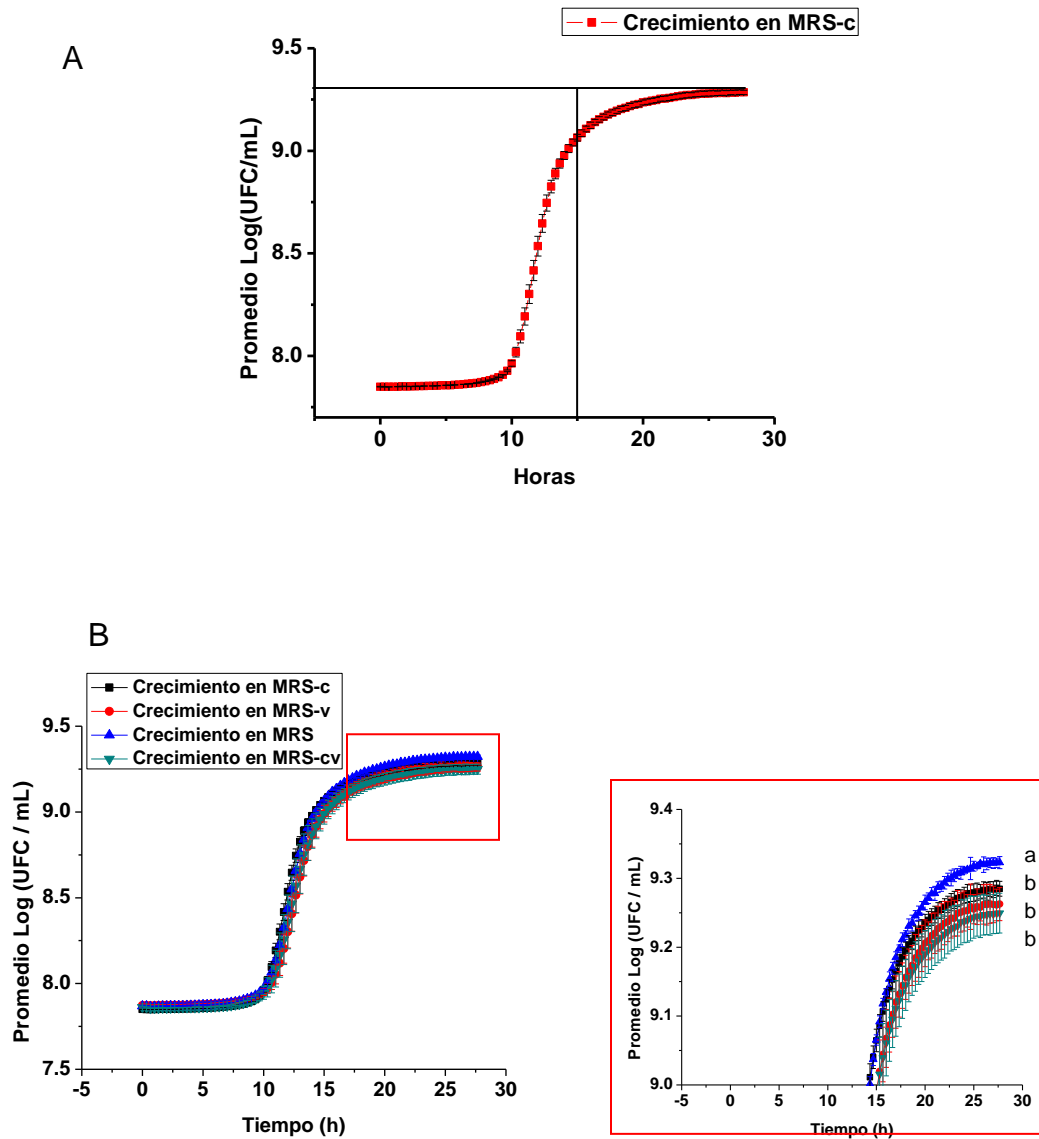 Crecimiento en MRS-c
A
9.5
9.0
8.5
8.0
Promedio Log(UFC/mL)
0 10 20 30
Horas
B
Crecimiento en MRS-c
Crecimiento en MRS-v
Crecimiento en MRS
Crecimiento en MRS-cv
9.5
9.0
8.5
8.0
7.5
Promedio Log (UFC / mL)
-5 0 5 10 15 20 25 30
Tiempo (h)
9.4
9.3
9.2
9.1
9.0
Promedio Log (UFC / mL)
a
b
b
b
-5 0 5 10 15 20 25 30
Tiempo (h)